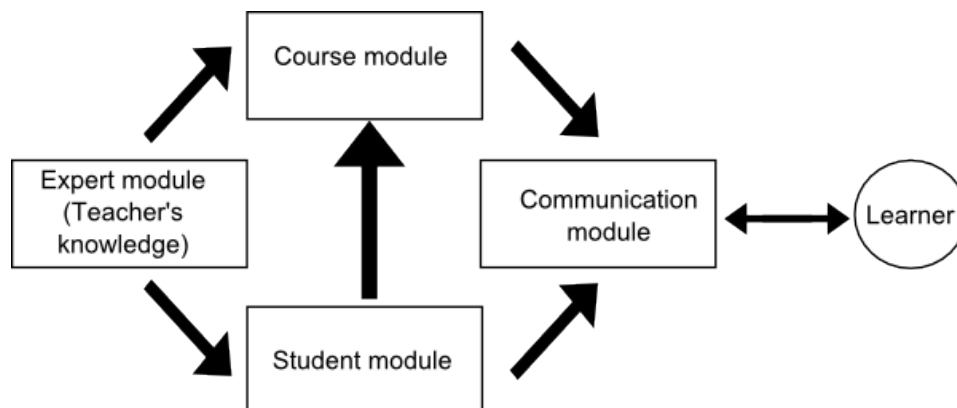 Course module
Expert module
(Teacher's
knowledge)
Communication
module
Learner
Student module